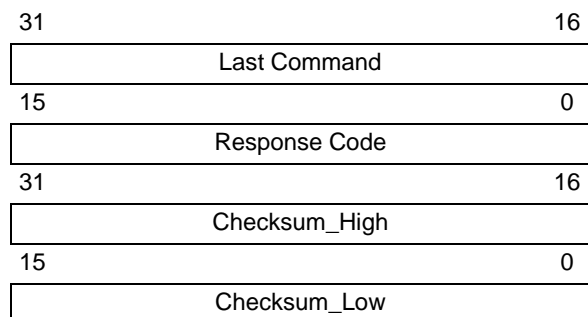 31 16
Last Command
15 0
Response Code
31 16
Checksum_High
15 0
Checksum_Low